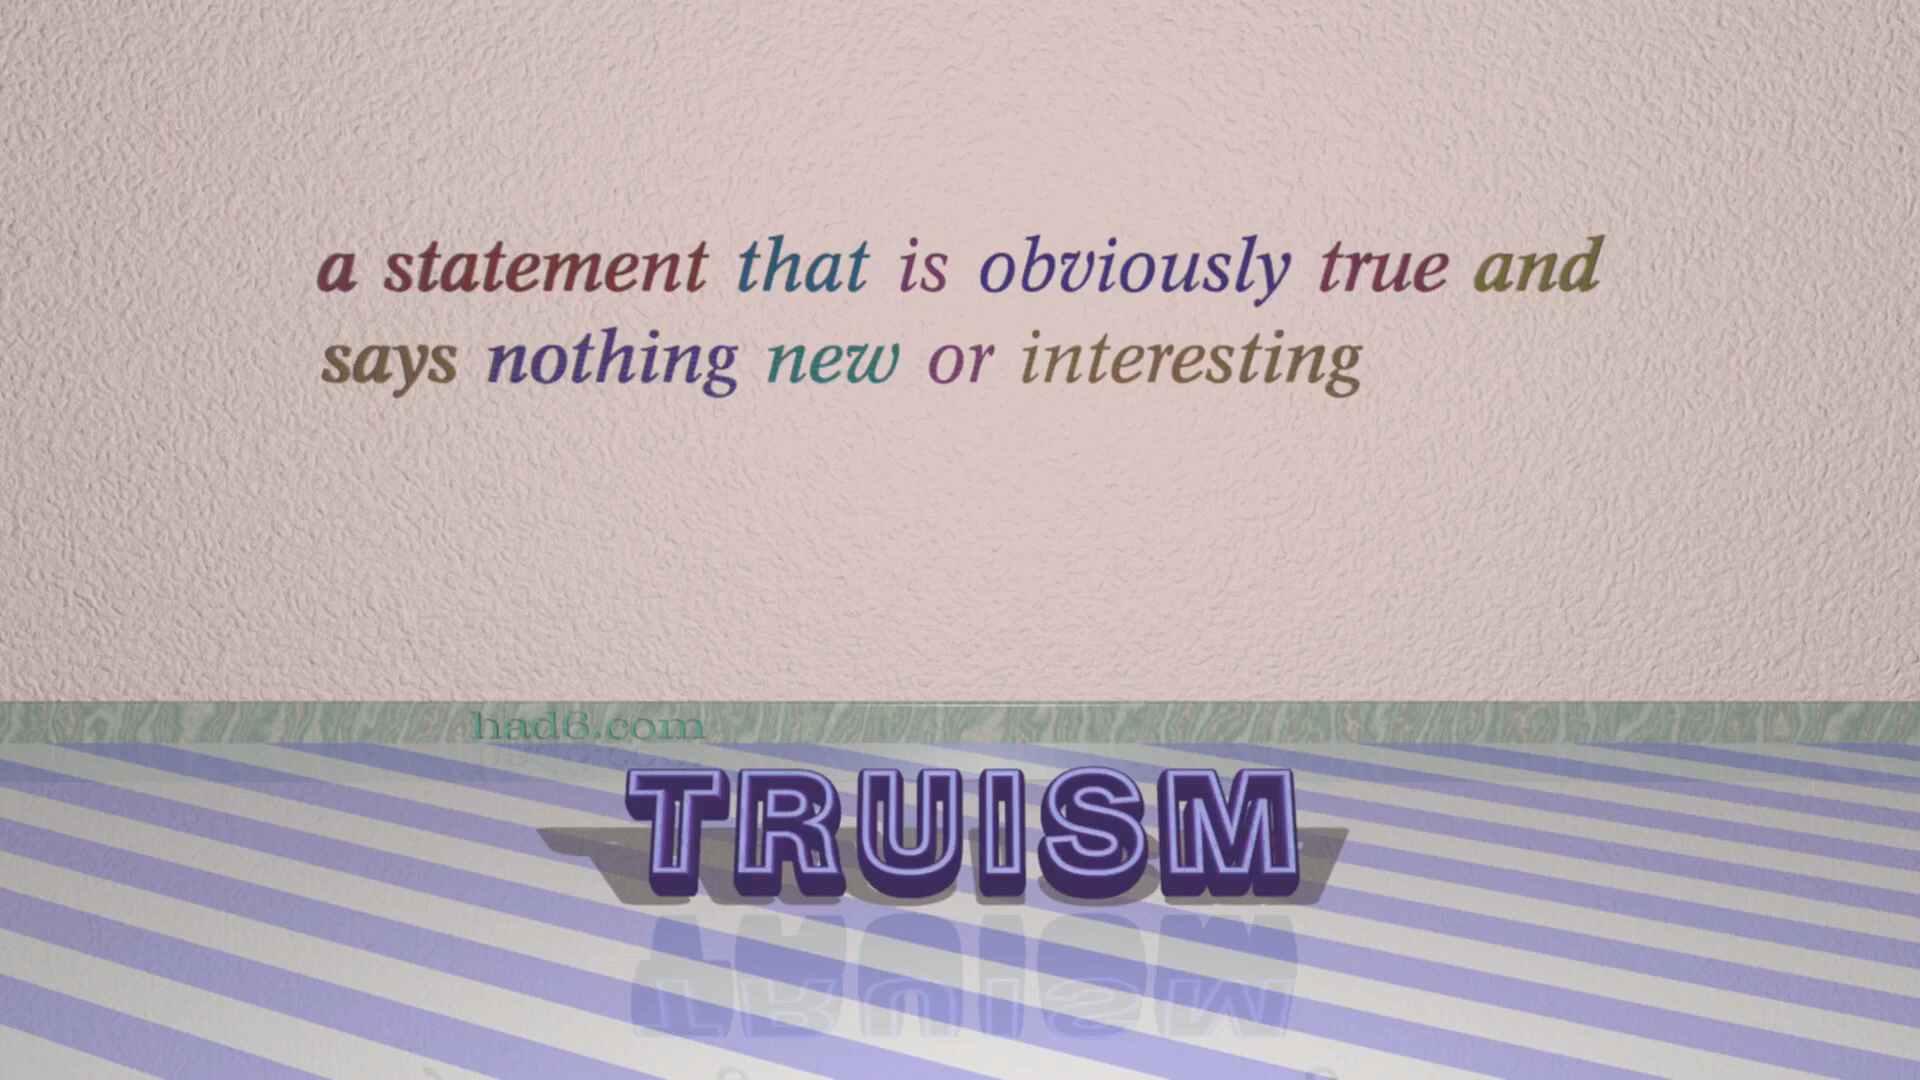 a statement that is obviously true and
says nothing new or interesting
had6.com
TRUISM